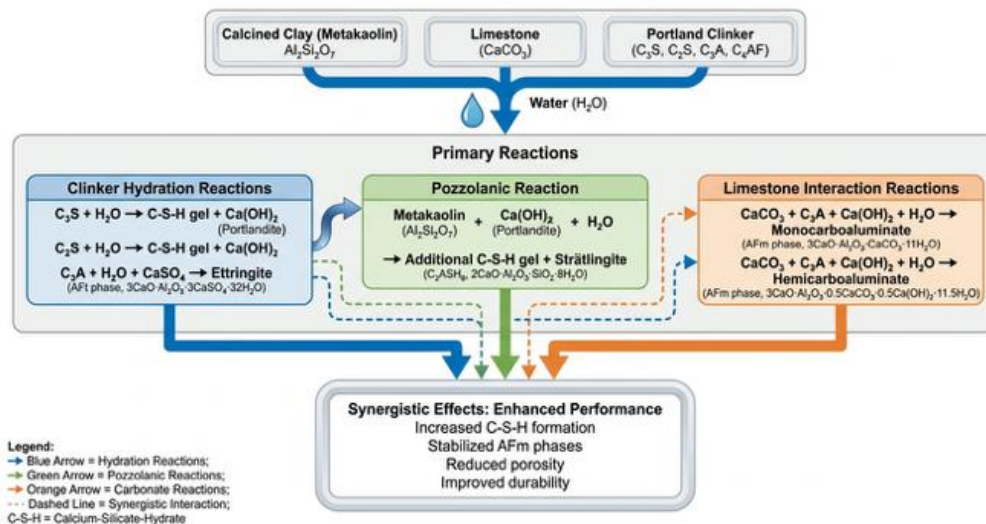 Calcined Clay (Metakaolin)
Al₂Si₂O₇
Limestone
(CaCO₃)
Portland Clinker
(C₃S, C₂S, C₃A, C₄AF)
Water (H₂O)
Primary Reactions
Clinker Hydration Reactions
C₃S + H₂O → C-S-H gel + Ca(OH)₂
(Portlandite)
C₂S + H₂O → C-S-H gel + Ca(OH)₂
C₃A + H₂O + CaSO₄ → Ettringite
(AFt phase, 3CaO·Al₂O₃·3CaSO₄·32H₂O)
Pozzolanic Reaction
Metakaolin + Ca(OH)₂ + H₂O
(Al₂Si₂O₇) (Portlandite)
→ Additional C-S-H gel + Strätlingite
(C₂ASH₈, 2CaO·Al₂O₃·SiO₂·8H₂O)
Limestone Interaction Reactions
CaCO₃ + C₃A + Ca(OH)₂ + H₂O →
Monocarboaluminate
(AFm phase, 3CaO·Al₂O₃·CaCO₃·11H₂O)
CaCO₃ + C₃A + Ca(OH)₂ + H₂O →
Hemicarboaluminate
(AFm phase, 3CaO·Al₂O₃·0.5CaCO₃·0.5Ca(OH)₂·11.5H₂O)
Synergistic Effects: Enhanced Performance
Increased C-S-H formation
Stabilized AFm phases
Reduced porosity
Improved durability
Legend:
Blue Arrow = Hydration Reactions;
Green Arrow = Pozzolanic Reactions;
Orange Arrow = Carbonate Reactions;
Dashed Line = Synergistic Interaction;
C-S-H = Calcium-Silicate-Hydrate